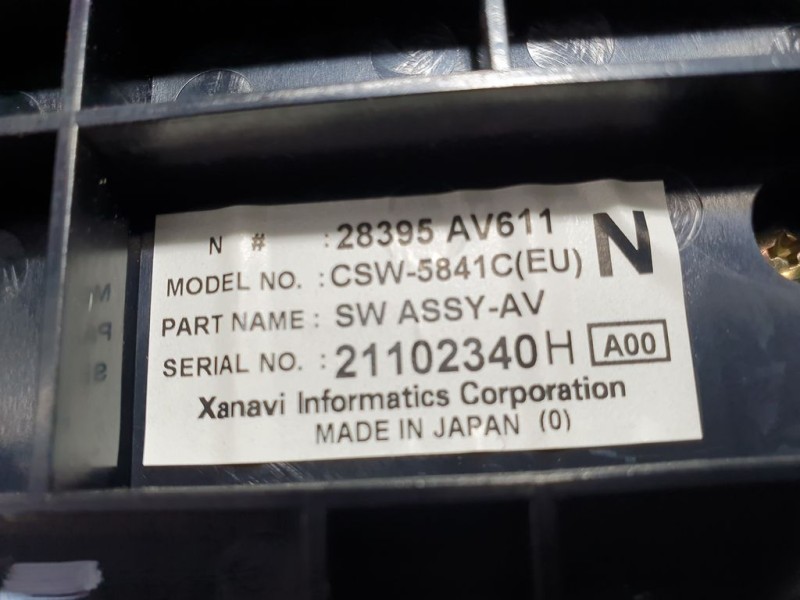 N # : 28395 AV611 N
MODEL NO. : CSW-5841C(EU)
PART NAME : SW ASSY-AV
SERIAL NO. : 21102340H A00
Xanavi Informatics Corporation
MADE IN JAPAN (0)